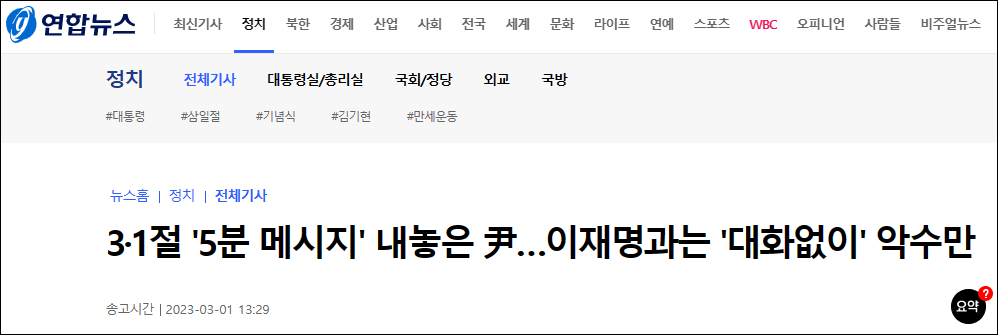 연합뉴스 최신기사 정치 북한 경제 산업 사회 전국 세계 문화 라이프 연예 스포츠 WBC 오피니언 사람들 비주얼뉴스
정치 전체기사 대통령실/총리실 국회/정당 외교 국방
#대통령 #삼일절 #기념식 #김기현 #만세운동
뉴스홈 | 정치 | 전체기사
3·1절 '5분 메시지' 내놓은 尹…이재명과는 '대화없이' 악수만
송고시간 | 2023-03-01 13:29
요약 ?